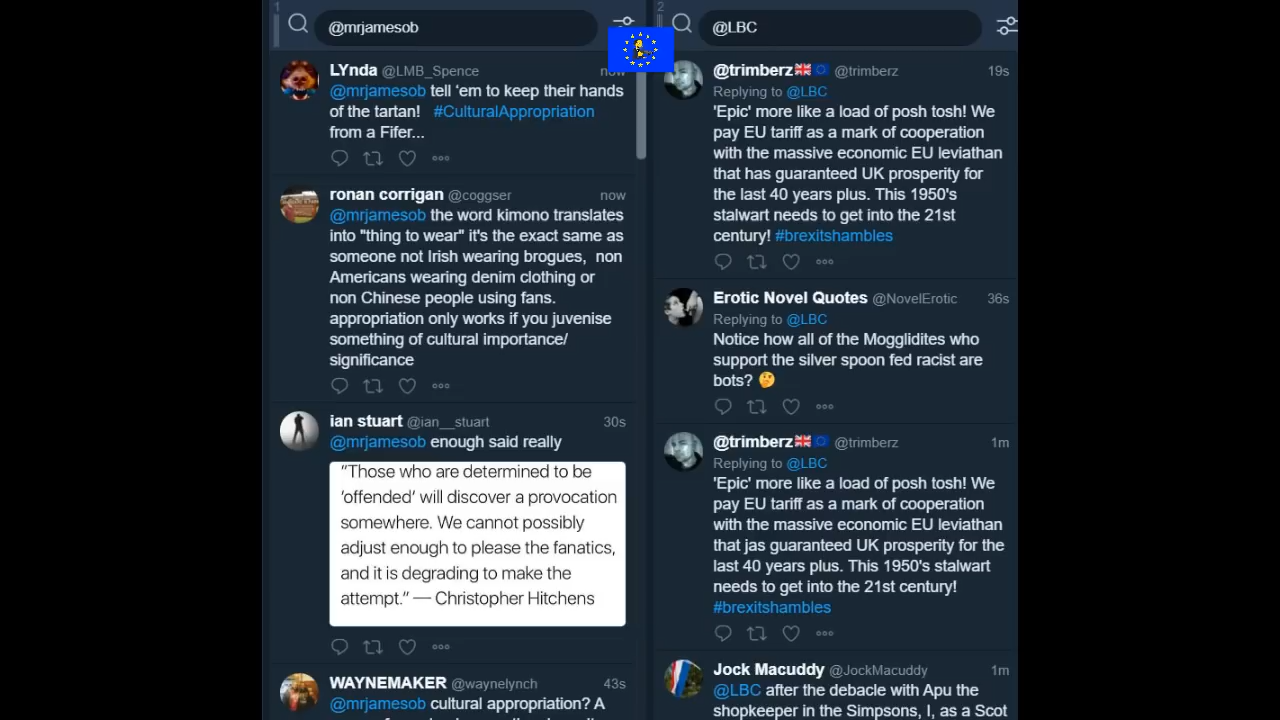 1
@mrjamesob
LYnda @LMB_Spence now
@mrjamesob tell 'em to keep their hands
of the tartan! #CulturalAppropriation
from a Fifer...
ronan corrigan @coggser now
@mrjamesob the word kimono translates
into "thing to wear" it's the exact same as
someone not Irish wearing brogues, non
Americans wearing denim clothing or
non Chinese people using fans.
appropriation only works if you juvenise
something of cultural importance/
significance
ian stuart @ian__stuart 30s
@mrjamesob enough said really
“Those who are determined to be
‘offended’ will discover a provocation
somewhere. We cannot possibly
adjust enough to please the fanatics,
and it is degrading to make the
attempt.” — Christopher Hitchens
WAYNEMAKER @waynelynch 43s
@mrjamesob cultural appropriation? A
2
@LBC
@trimberz🇬🇧🇪🇺 @trimberz 19s
Replying to @LBC
'Epic' more like a load of posh tosh! We
pay EU tariff as a mark of cooperation
with the massive economic EU leviathan
that has guaranteed UK prosperity for
the last 40 years plus. This 1950's
stalwart needs to get into the 21st
century! #brexitshambles
Erotic Novel Quotes @NovelErotic 36s
Replying to @LBC
Notice how all of the Mogglidites who
support the silver spoon fed racist are
bots? 🤔
@trimberz🇬🇧🇪🇺 @trimberz 1m
Replying to @LBC
'Epic' more like a load of posh tosh! We
pay EU tariff as a mark of cooperation
with the massive economic EU leviathan
that jas guaranteed UK prosperity for the
last 40 years plus. This 1950's stalwart
needs to get into the 21st century!
#brexitshambles
Jock Macuddy @JockMacuddy 1m
@LBC after the debacle with Apu the
shopkeeper in the Simpsons, I, as a Scot